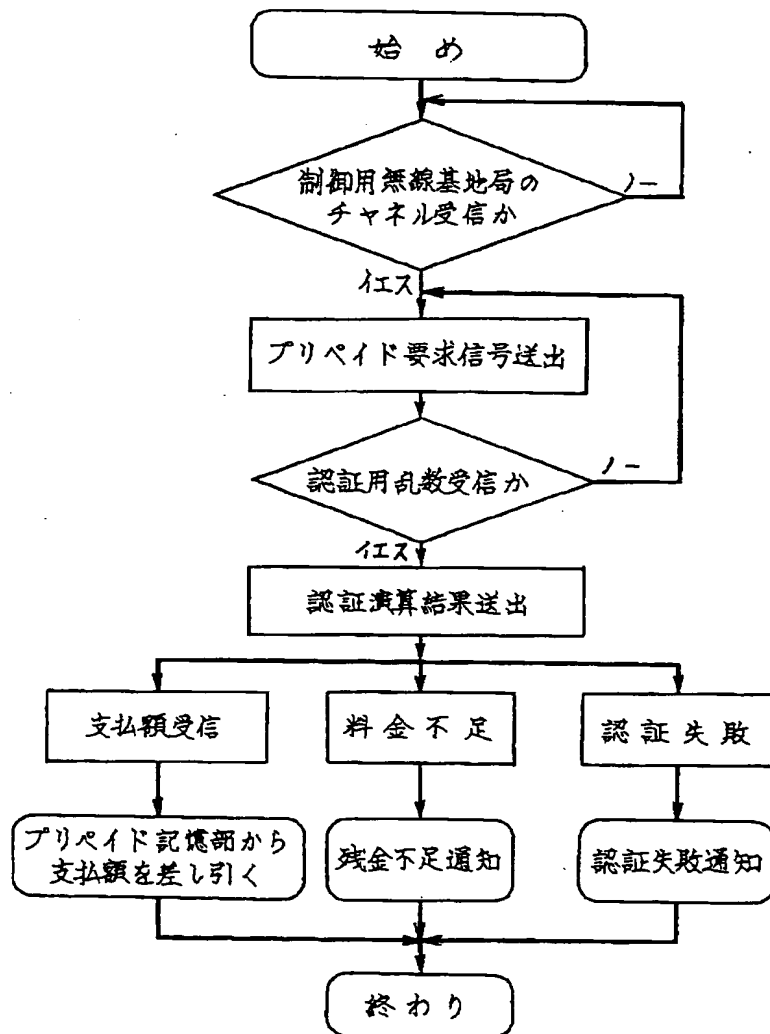 始め
制御用無線基地局の
チャネル受信か
ノー
イエス
プリペイド要求信号送出
認証用乱数受信か
ノー
イエス
認証演算結果送出
支払額受信
料金不足
認証失敗
プリペイド記憶部から
支払額を差し引く
残金不足通知
認証失敗通知
終わり